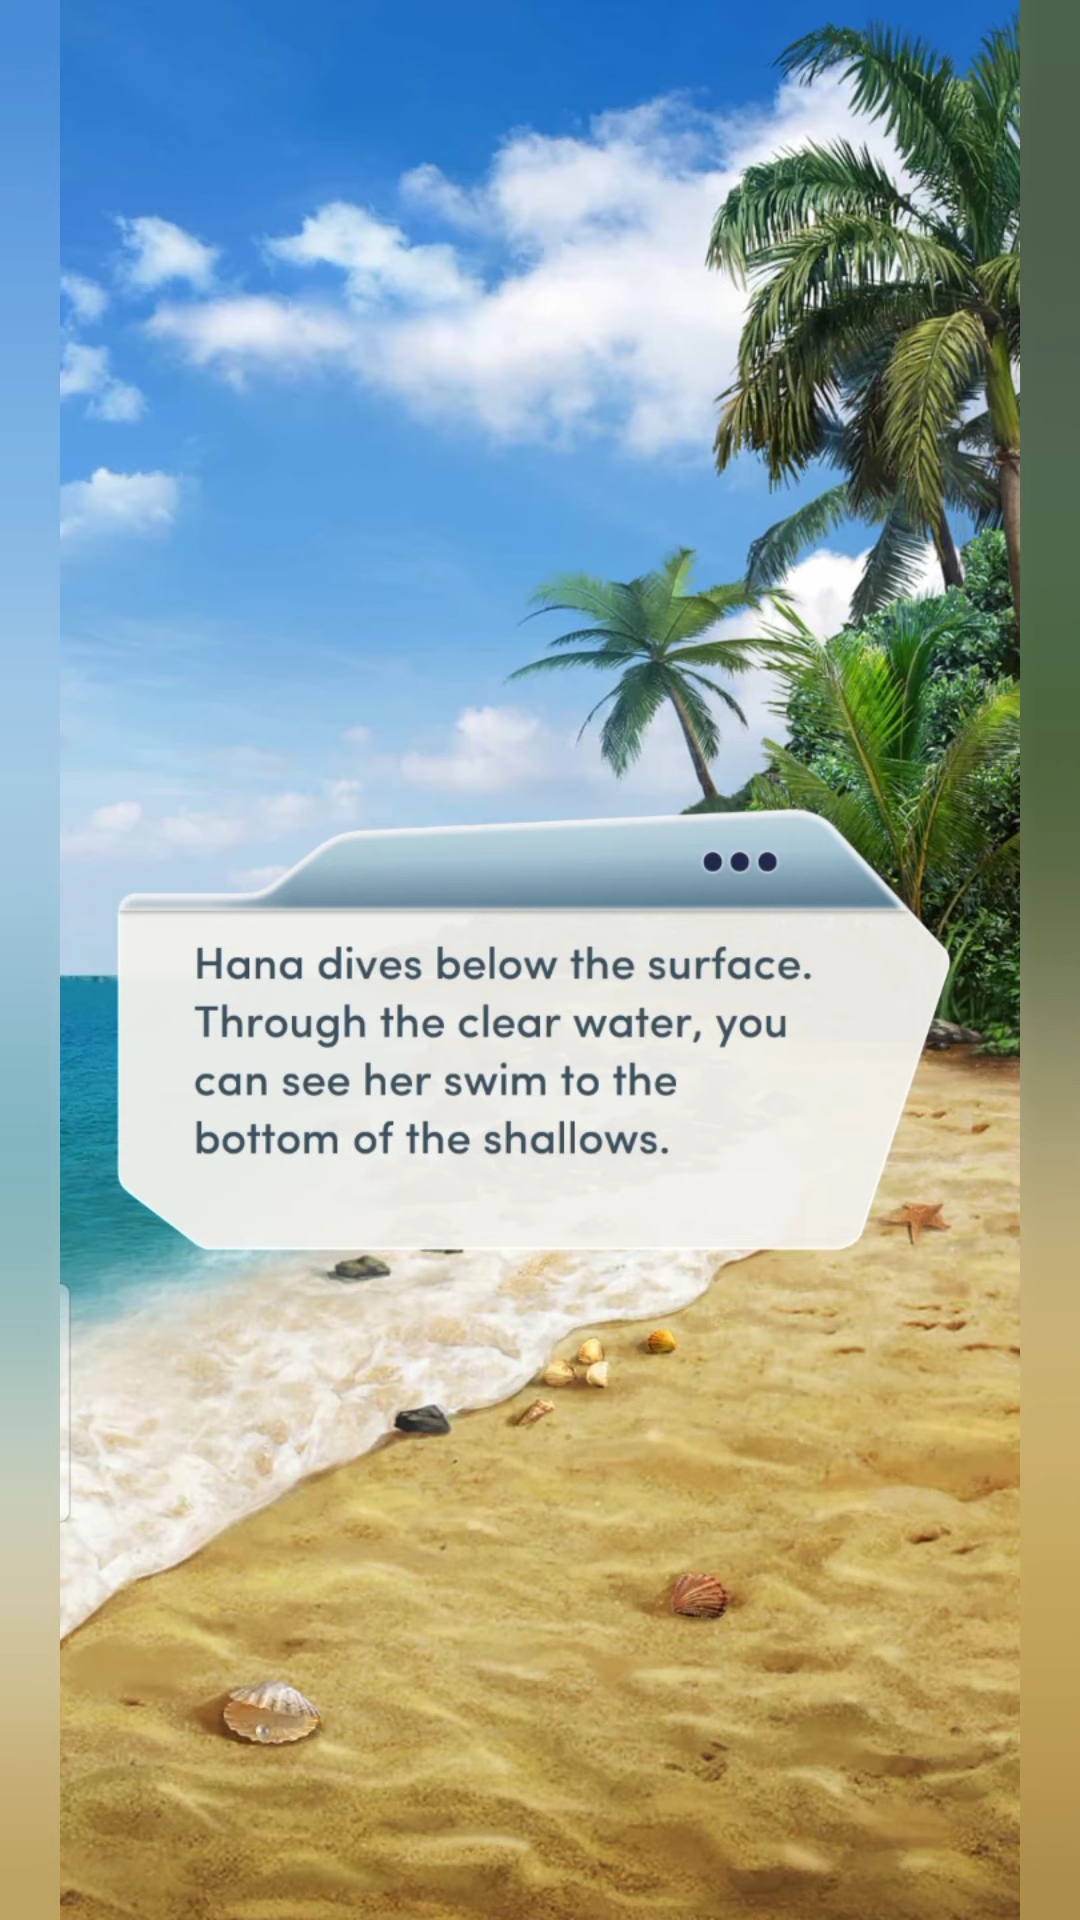 Hana dives below the surface.
Through the clear water, you
can see her swim to the
bottom of the shallows.